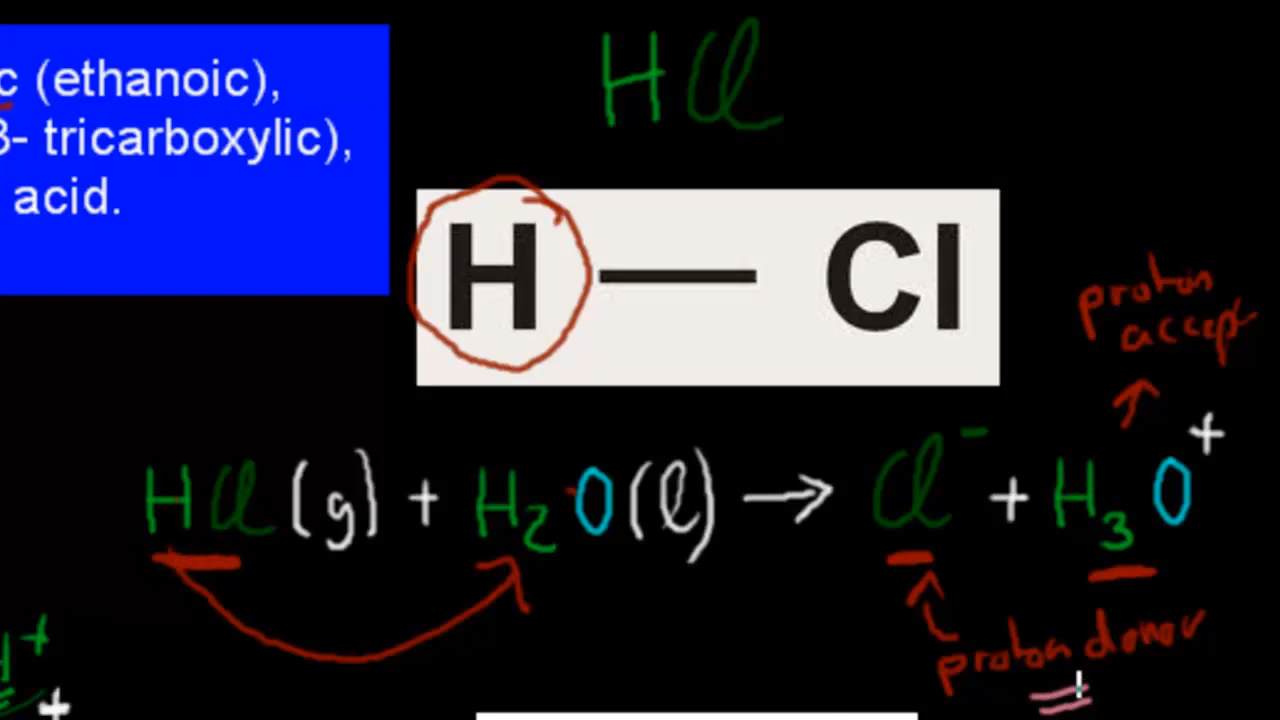 c (ethanoic),
3- tricarboxylic),
acid.
HCl
H — Cl
proton
accept
HCl (g) + H₂O (l) → Cl⁻ + H₃O⁺
proton donor
H⁺
+